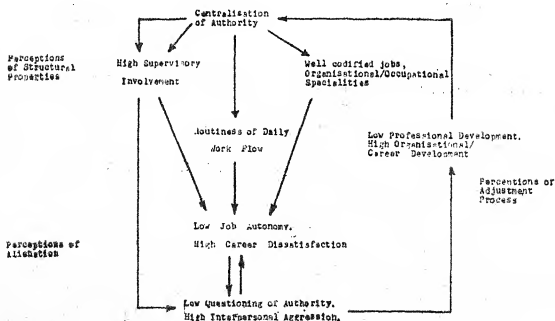 Centralisation
of Authority
Perceptions
of Structural
Properties
High Supervisory
Involvement
Well codified jobs,
Organisational/Occupational
Specialities
Routiness of Daily
Work Flow
Low Professional Development.
High Organisational/
Career Development
Perceptions of
Adjustment
Process
Low Job Autonomy.
High Career Dissatisfaction
Perceptions of
Alienation
Low Questioning of Authority.
High Interpersonal Aggression.